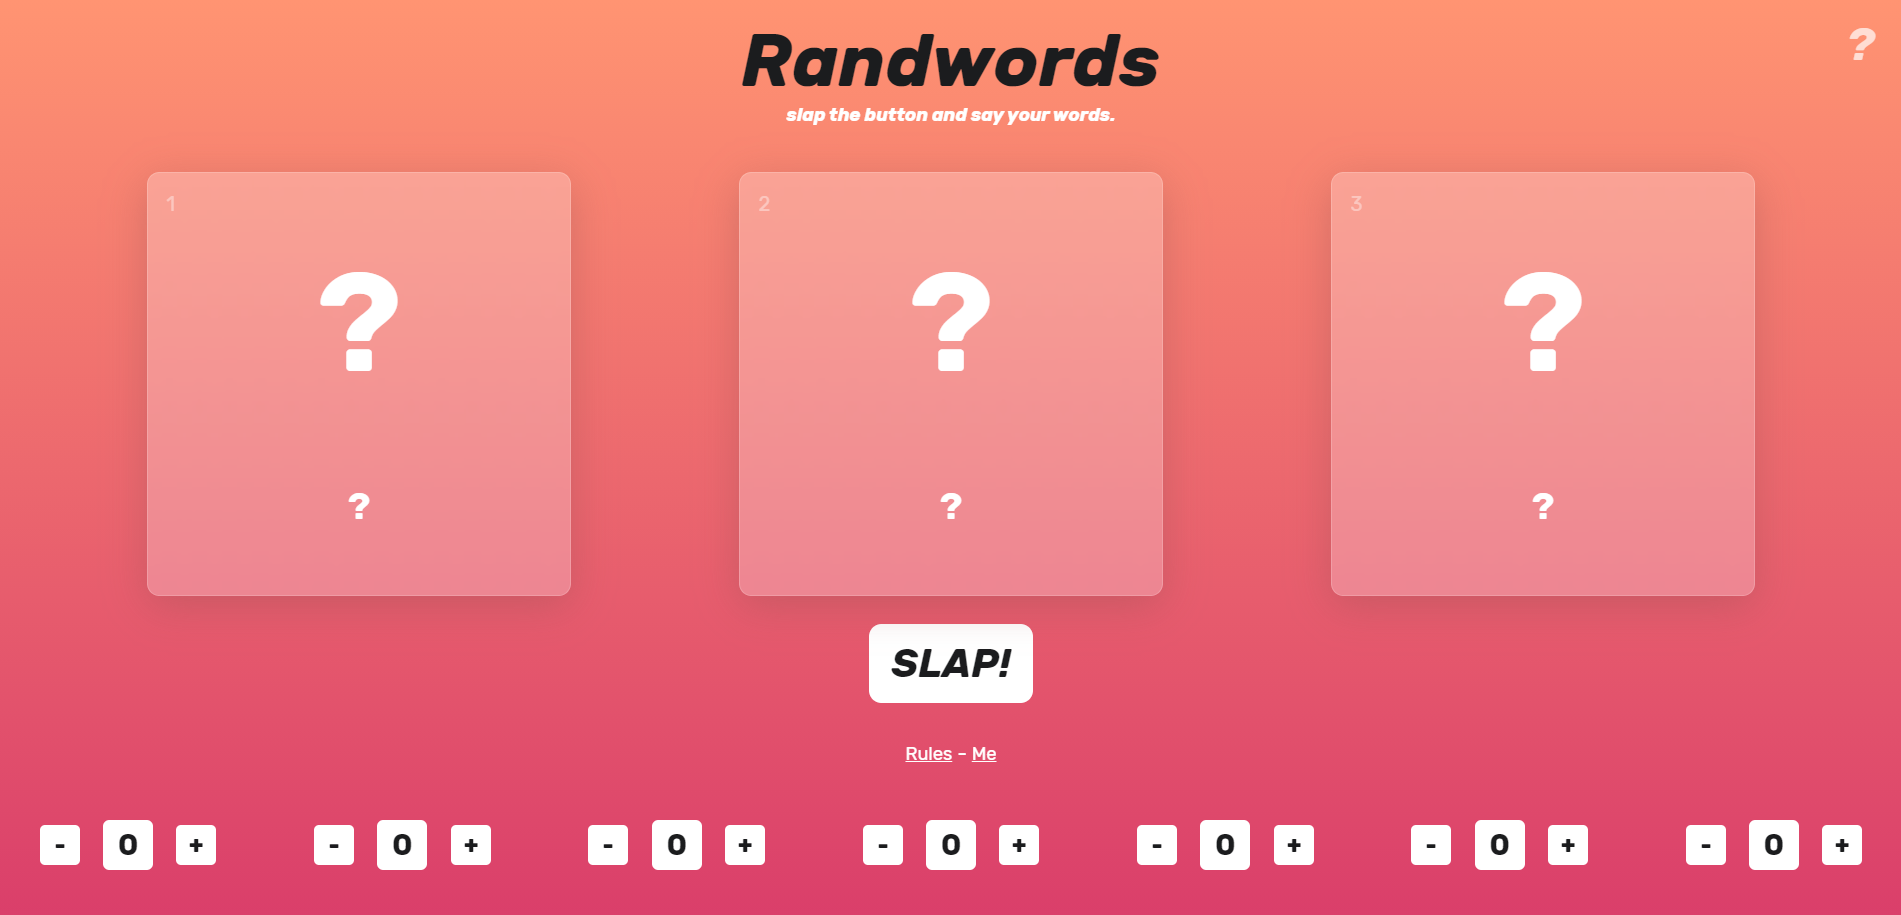 Randwords
?
slap the button and say your words.
1
2
3
?
?
?
?
?
?
SLAP!
Rules - Me
- 0 + - 0 + - 0 + - 0 + - 0 + - 0 + - 0 +